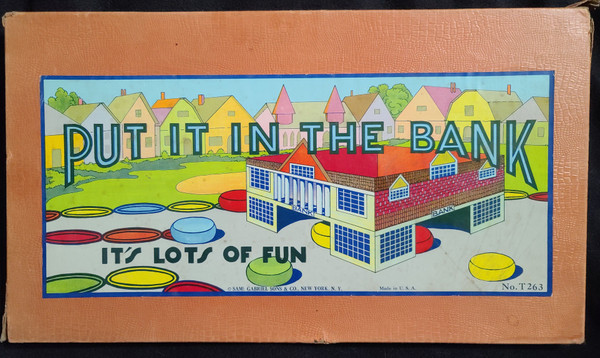 PUT IT IN THE BANK
BANK
BANK
IT'S LOTS OF FUN
© SAML GABRIEL SONS & CO., NEW YORK, N. Y.
Made in U. S. A.
No. T263